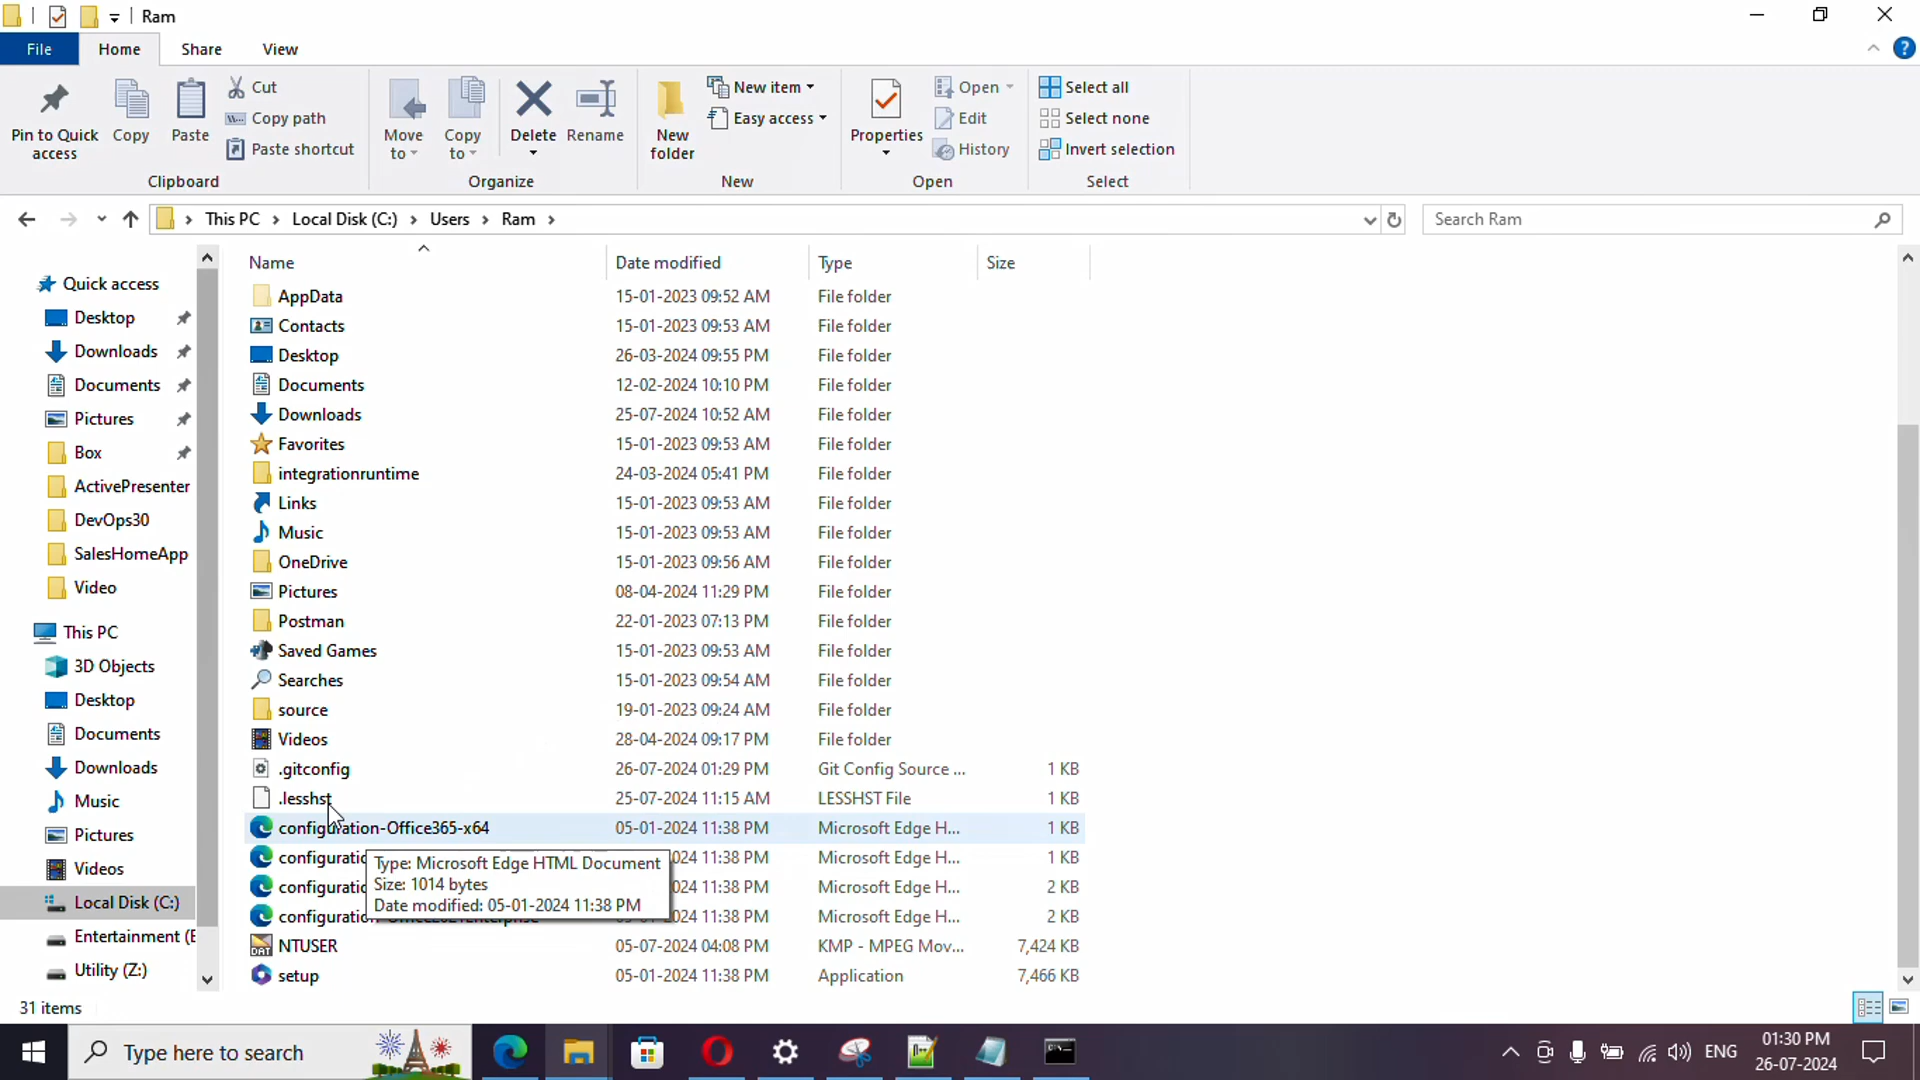 Ram
File Home Share View
Pin to Quick access
Copy
Paste
Cut
Copy path
Paste shortcut
Clipboard
Move to
Copy to
Delete
Rename
Organize
New folder
New item
Easy access
New
Properties
Open
Edit
History
Open
Select all
Select none
Invert selection
Select
This PC > Local Disk (C:) > Users > Ram >
Search Ram
Quick access
Desktop
Downloads
Documents
Pictures
Box
ActivePresenter
DevOps30
SalesHomeApp
Video
This PC
3D Objects
Desktop
Documents
Downloads
Music
Pictures
Videos
Local Disk (C:)
Entertainment (E
Utility (Z:)
Name Date modified Type Size
AppData 15-01-2023 09:52 AM File folder
Contacts 15-01-2023 09:53 AM File folder
Desktop 26-03-2024 09:55 PM File folder
Documents 12-02-2024 10:10 PM File folder
Downloads 25-07-2024 10:52 AM File folder
Favorites 15-01-2023 09:53 AM File folder
integrationruntime 24-03-2024 05:41 PM File folder
Links 15-01-2023 09:53 AM File folder
Music 15-01-2023 09:53 AM File folder
OneDrive 15-01-2023 09:56 AM File folder
Pictures 08-04-2024 11:29 PM File folder
Postman 22-01-2023 07:13 PM File folder
Saved Games 15-01-2023 09:53 AM File folder
Searches 15-01-2023 09:54 AM File folder
source 19-01-2023 09:24 AM File folder
Videos 28-04-2024 09:17 PM File folder
.gitconfig 26-07-2024 01:29 PM Git Config Source ... 1 KB
.lesshst 25-07-2024 11:15 AM LESSHST File 1 KB
configuration-Office365-x64 05-01-2024 11:38 PM Microsoft Edge H... 1 KB
configuratio 11:38 PM Microsoft Edge H... 1 KB
configuratio 11:38 PM Microsoft Edge H... 2 KB
configuration 11:38 PM Microsoft Edge H... 2 KB
Type: Microsoft Edge HTML Document
Size: 1014 bytes
Date modified: 05-01-2024 11:38 PM
NTUSER 05-07-2024 04:08 PM KMP - MPEG Mov... 7,424 KB
setup 05-01-2024 11:38 PM Application 7,466 KB
31 items
Type here to search
ENG
01:30 PM
26-07-2024